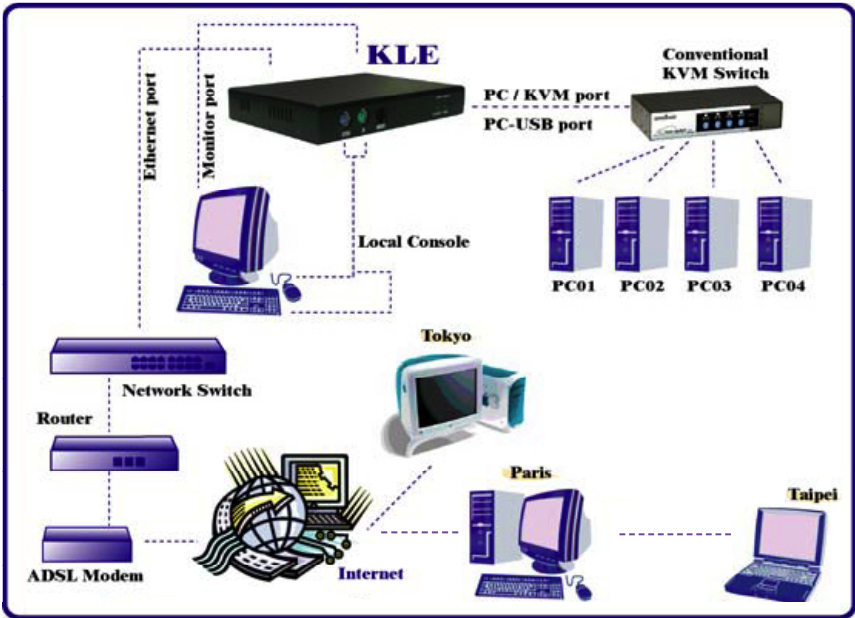 KLE
Conventional
KVM Switch
Ethernet port
Monitor port
PC / KVM port
PC-USB port
Local Console
PC01 PC02 PC03 PC04
Tokyo
Network Switch
Router
Paris
Taipei
Internet
ADSL Modem